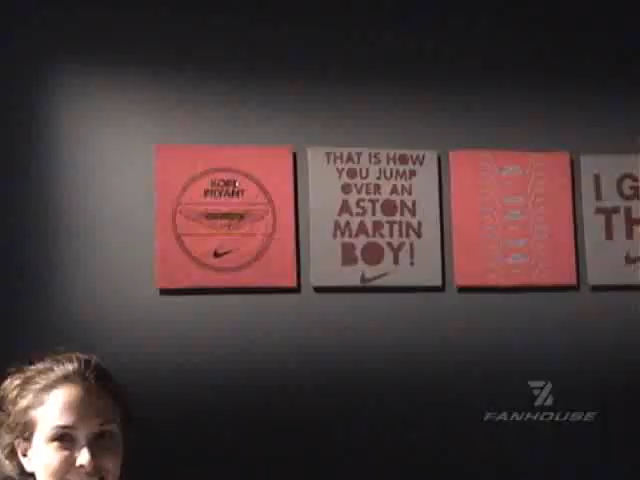 KOBE
BRYANT
THAT IS HOW
YOU JUMP
OVER AN
ASTON
MARTIN
BOY!
I G
TH
FANHOUSE